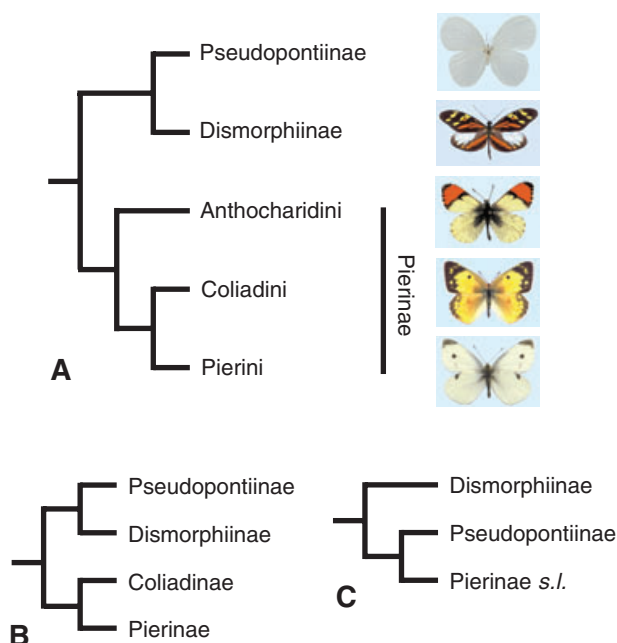 Pseudopontiinae
Dismorphiinae
Anthocharidini
Coliadini
Pierini
Pierinae
A
Pseudopontiinae
Dismorphiinae
Coliadinae
Pierinae
B
Dismorphiinae
Pseudopontiinae
Pierinae s.l.
C